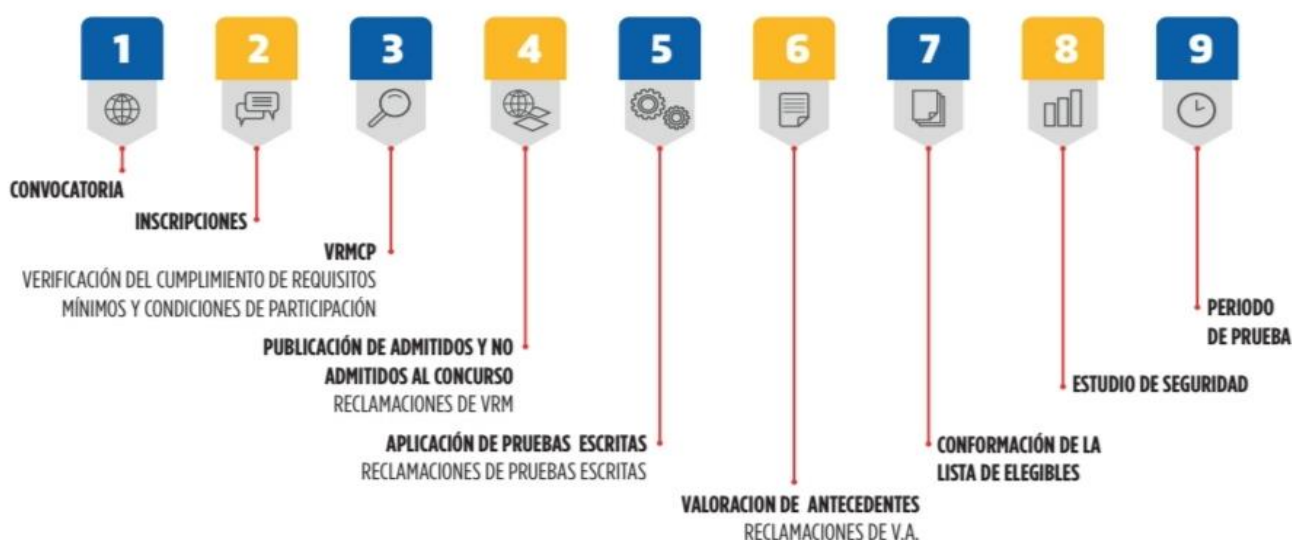 1 2 3 4 5 6 7 8 9
CONVOCATORIA
INSCRIPCIONES
VRMCP
VERIFICACIÓN DEL CUMPLIMIENTO DE REQUISITOS
MÍNIMOS Y CONDICIONES DE PARTICIPACIÓN
PUBLICACIÓN DE ADMITIDOS Y NO
ADMITIDOS AL CONCURSO
RECLAMACIONES DE VRM
APLICACIÓN DE PRUEBAS ESCRITAS
RECLAMACIONES DE PRUEBAS ESCRITAS
VALORACION DE ANTECEDENTES
RECLAMACIONES DE V.A.
CONFORMACIÓN DE LA
LISTA DE ELEGIBLES
ESTUDIO DE SEGURIDAD
PERIODO
DE PRUEBA